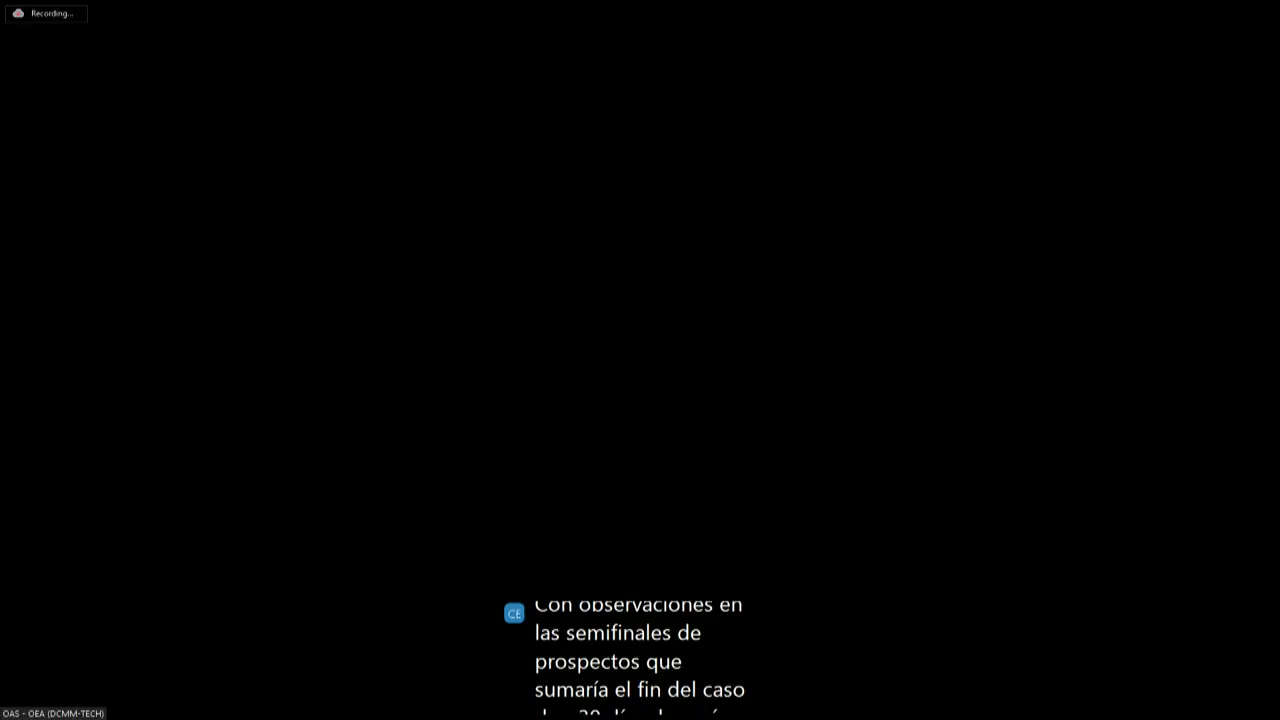 Recording...
Con observaciones en
CE
las semifinales de
prospectos que
sumaría el fin del caso
OAS - OEA (DCMM-TECH)